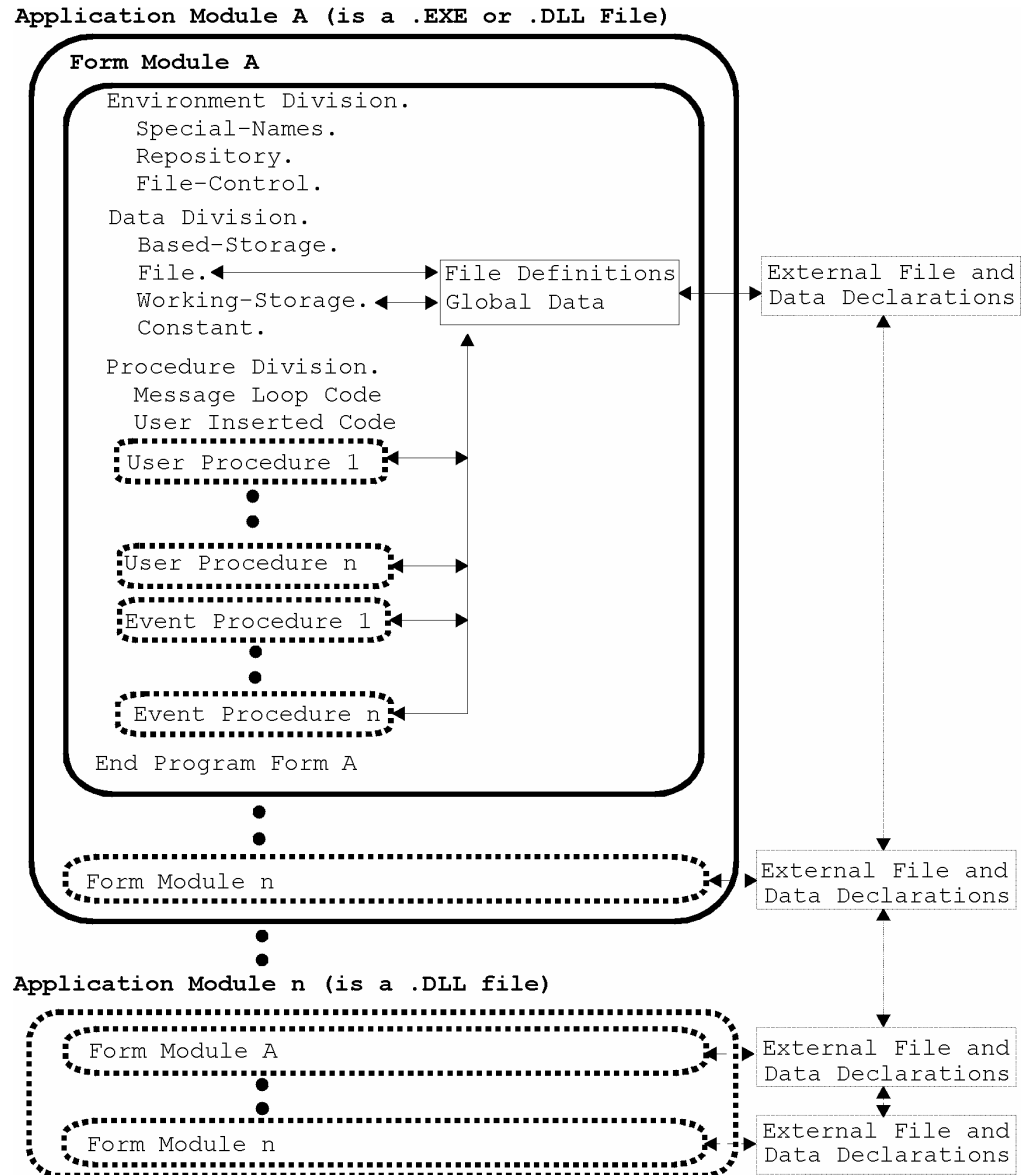 Application Module A (is a .EXE or .DLL File)
Form Module A
Environment Division.
Special-Names.
Repository.
File-Control.
Data Division.
Based-Storage.
File.
Working-Storage.
Constant.
File Definitions
Global Data
External File and
Data Declarations
Procedure Division.
Message Loop Code
User Inserted Code
User Procedure 1
User Procedure n
Event Procedure 1
Event Procedure n
End Program Form A
Form Module n
External File and
Data Declarations
Application Module n (is a .DLL file)
Form Module A
External File and
Data Declarations
Form Module n
External File and
Data Declarations